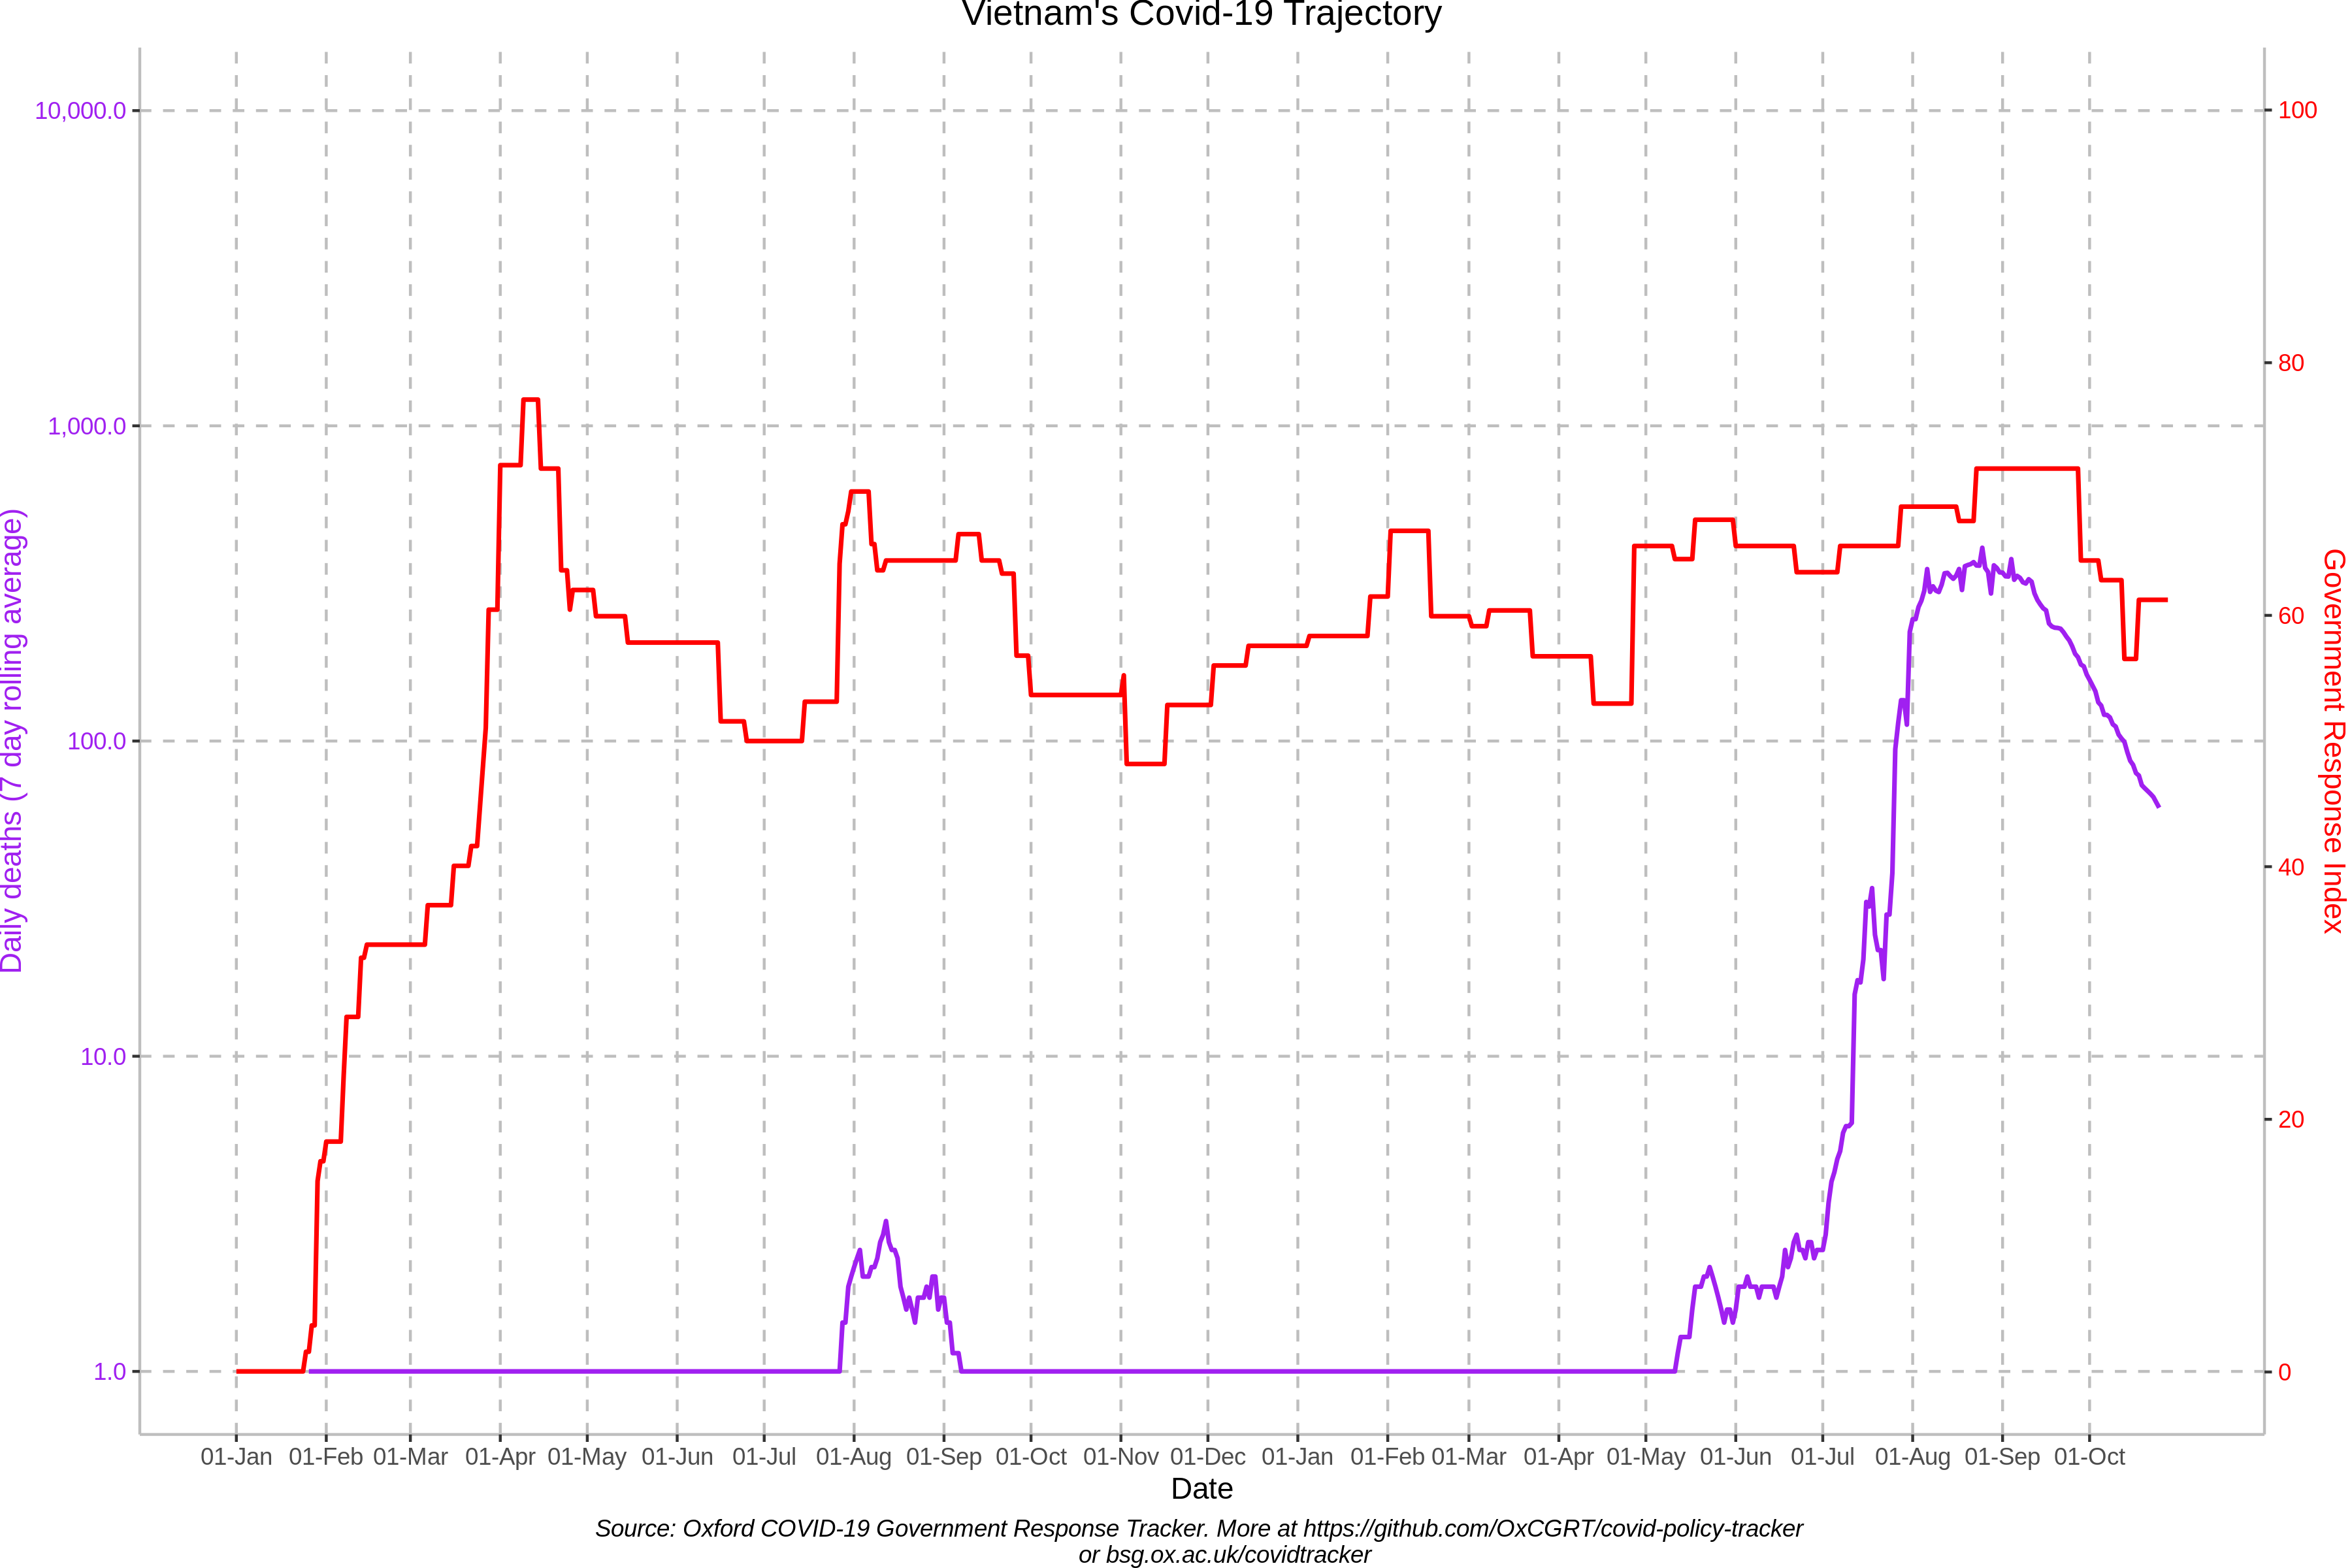 Vietnam's Covid-19 Trajectory
10,000.0
1,000.0
100.0
10.0
1.0
Daily deaths (7 day rolling average)
100
80
60
40
20
0
Government Response Index
01-Jan 01-Feb 01-Mar 01-Apr 01-May 01-Jun 01-Jul 01-Aug 01-Sep 01-Oct 01-Nov 01-Dec 01-Jan 01-Feb 01-Mar 01-Apr 01-May 01-Jun 01-Jul 01-Aug 01-Sep 01-Oct
Date
Source: Oxford COVID-19 Government Response Tracker. More at https://github.com/OxCGRT/covid-policy-tracker
or bsg.ox.ac.uk/covidtracker